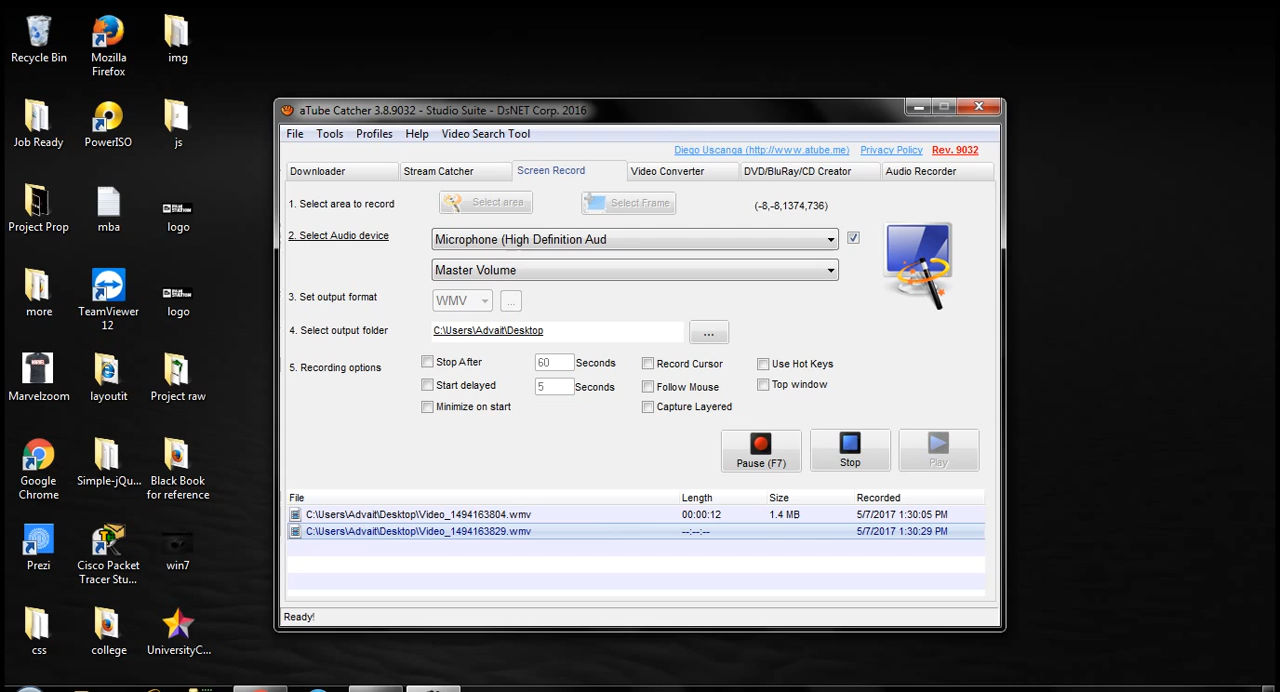 Recycle Bin
Mozilla Firefox
img
Job Ready
PowerISO
js
Project Prop
mba
logo
more
TeamViewer 12
logo
Marvelzoom
layoutit
Project raw
Google Chrome
Simple-jQu...
Black Book for reference
Prezi
Cisco Packet Tracer Stu...
win7
css
college
UniversityC...
aTube Catcher 3.8.9032 - Studio Suite - DsNET Corp. 2016
File Tools Profiles Help Video Search Tool
Diego Uscanga (http://www.atube.me) Privacy Policy Rev. 9032
Downloader Stream Catcher Screen Record Video Converter DVD/BluRay/CD Creator Audio Recorder
1. Select area to record Select area Select Frame (-8,-8,1374,736)
2. Select Audio device Microphone (High Definition Aud
Master Volume
3. Set output format WMV ...
4. Select output folder C:\Users\Advait\Desktop ...
5. Recording options Stop After 60 Seconds Record Cursor Use Hot Keys
Start delayed 5 Seconds Follow Mouse Top window
Minimize on start Capture Layered
Pause (F7) Stop Play
File Length Size Recorded
C:\Users\Advait\Desktop\Video_1494163804.wmv 00:00:12 1.4 MB 5/7/2017 1:30:05 PM
C:\Users\Advait\Desktop\Video_1494163829.wmv --:--:-- 5/7/2017 1:30:29 PM
Ready!